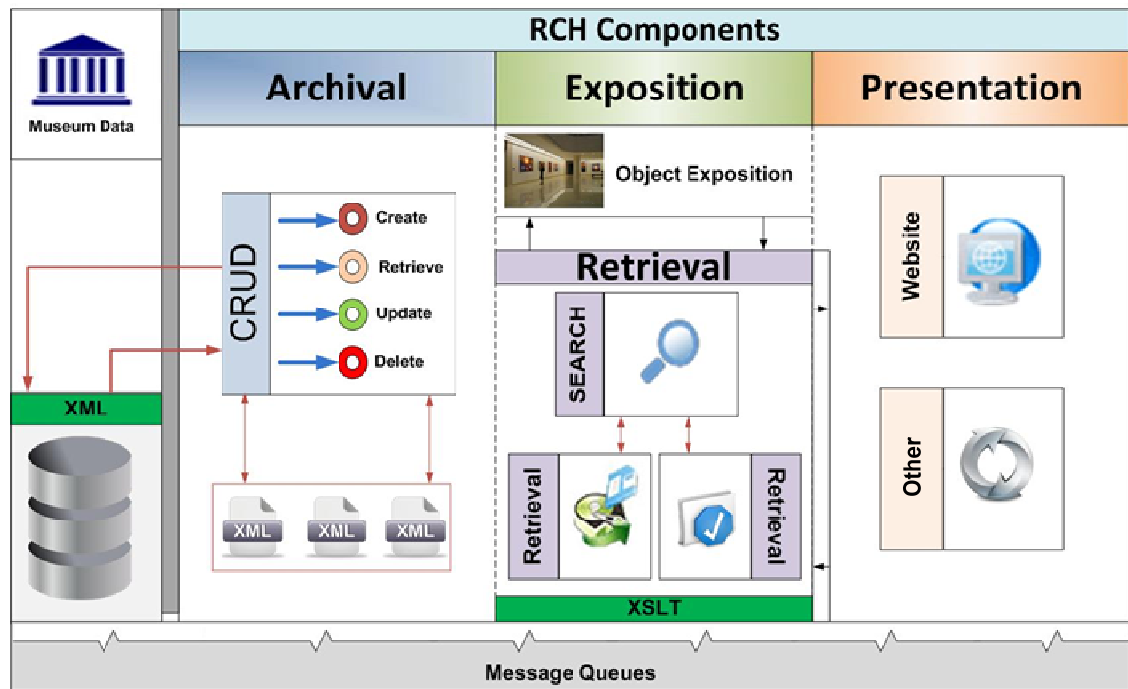 RCH Components
Museum Data
Archival
Exposition
Presentation
Object Exposition
CRUD
Create
Retrieve
Update
Delete
XML
XML
XML
XML
Retrieval
SEARCH
Retrieval
Retrieval
XSLT
Website
Other
Message Queues